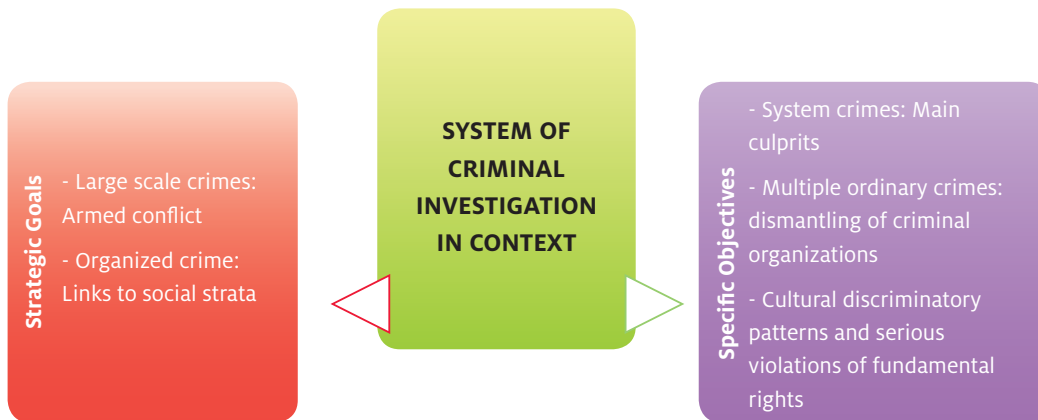 Strategic Goals
- Large scale crimes:
Armed conflict
- Organized crime:
Links to social strata
SYSTEM OF
CRIMINAL
INVESTIGATION
IN CONTEXT
Specific Objectives
- System crimes: Main
culprits
- Multiple ordinary crimes:
dismantling of criminal
organizations
- Cultural discriminatory
patterns and serious
violations of fundamental
rights